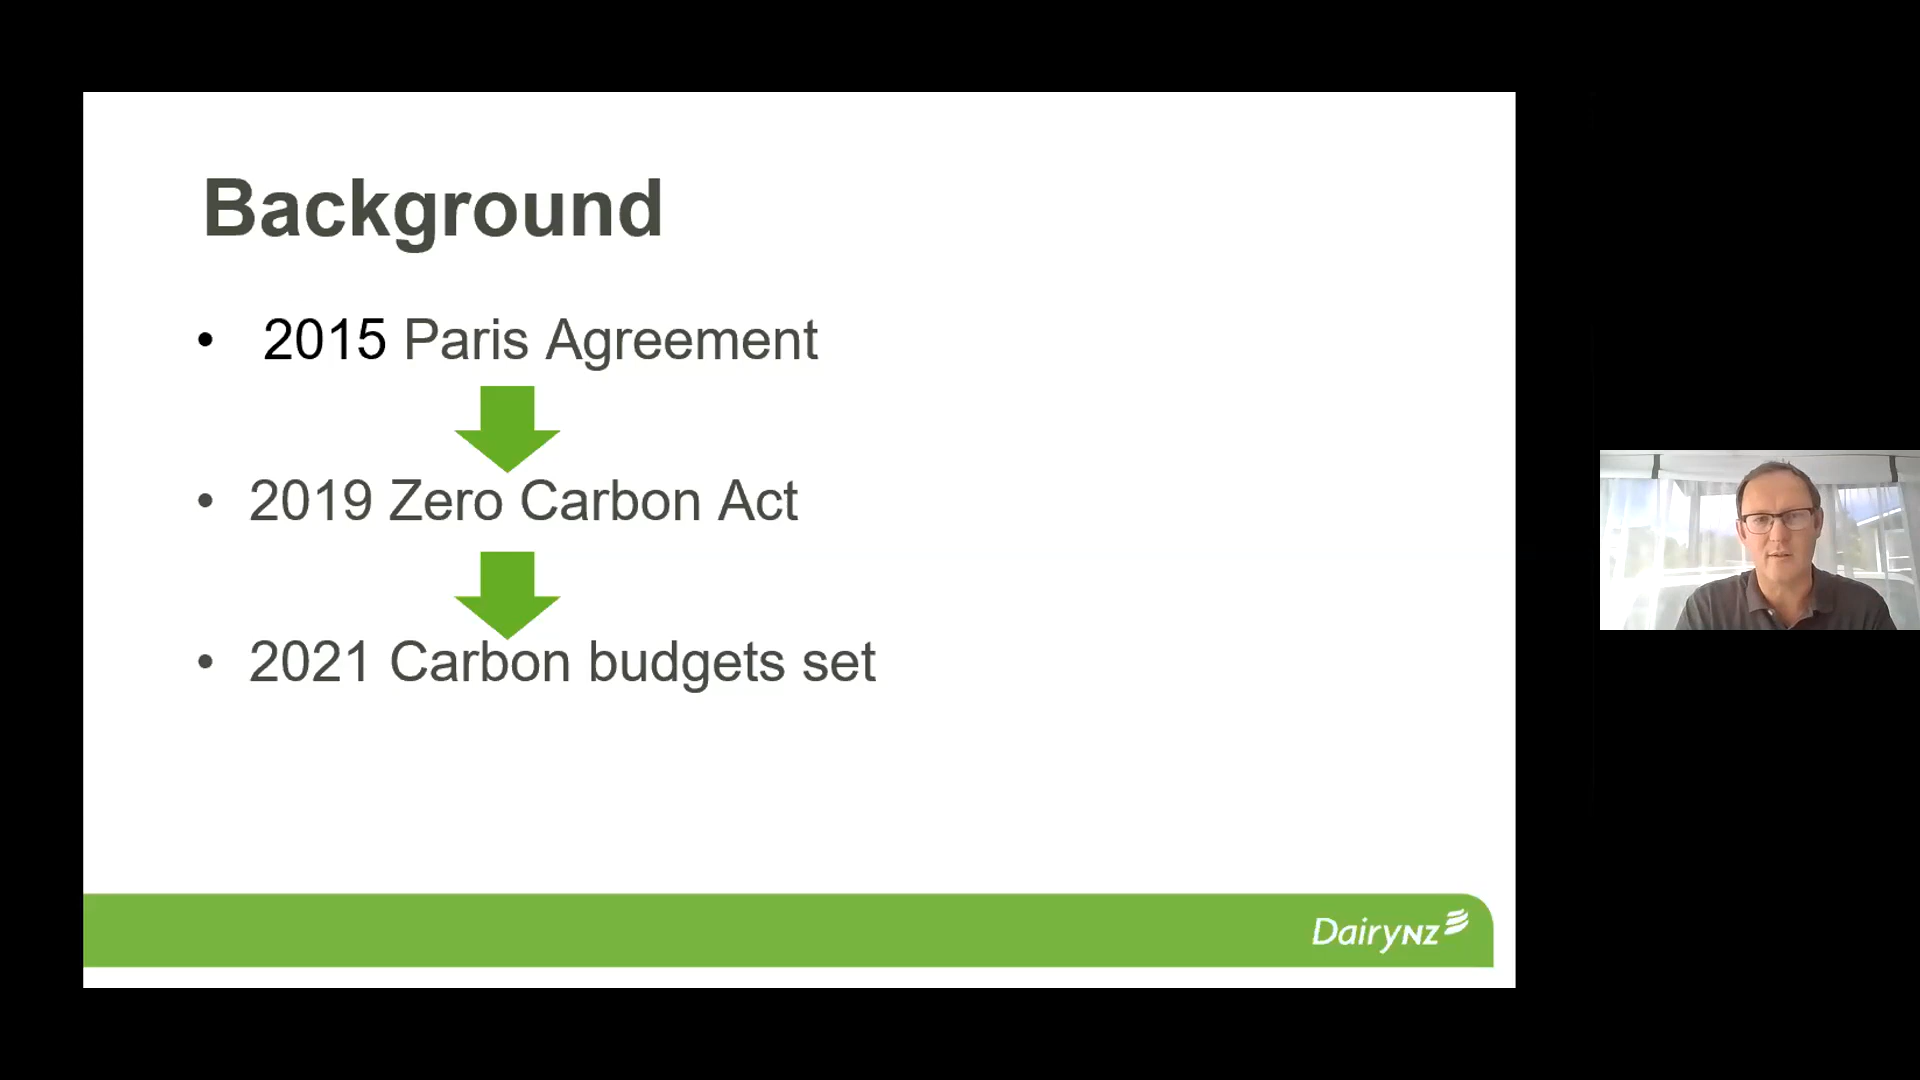 Background
• 2015 Paris Agreement
• 2019 Zero Carbon Act
• 2021 Carbon budgets set
DairyNZ